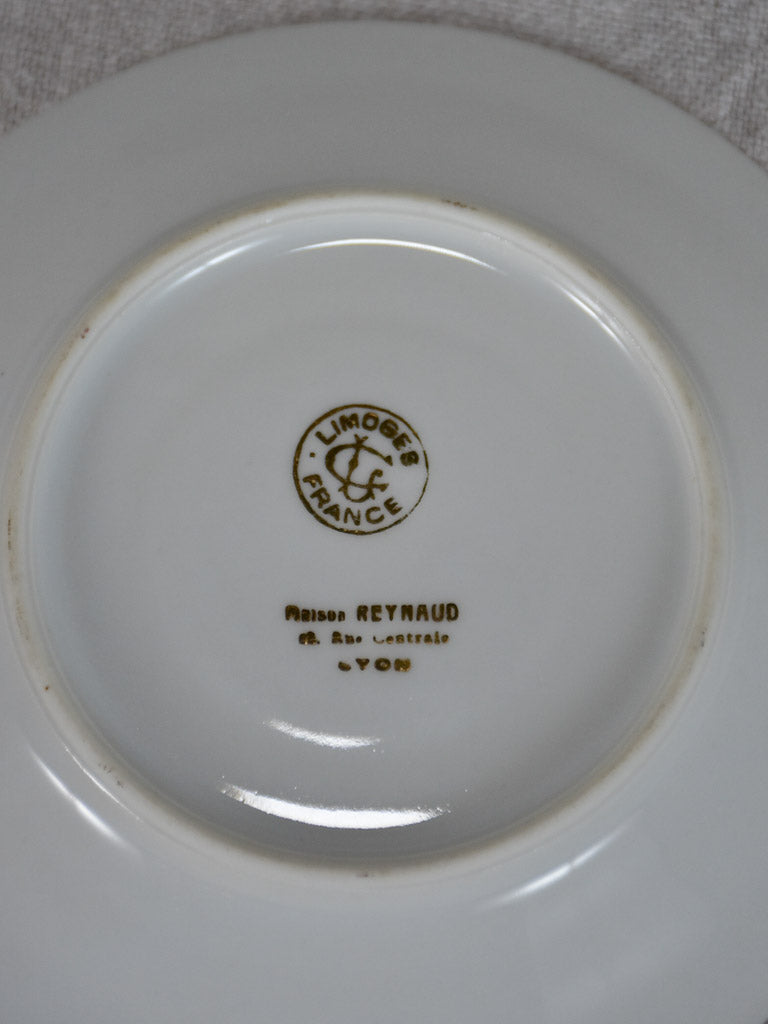 LIMOGES
FRANCE
Maison REYNAUD
Rue Centrale
LYON